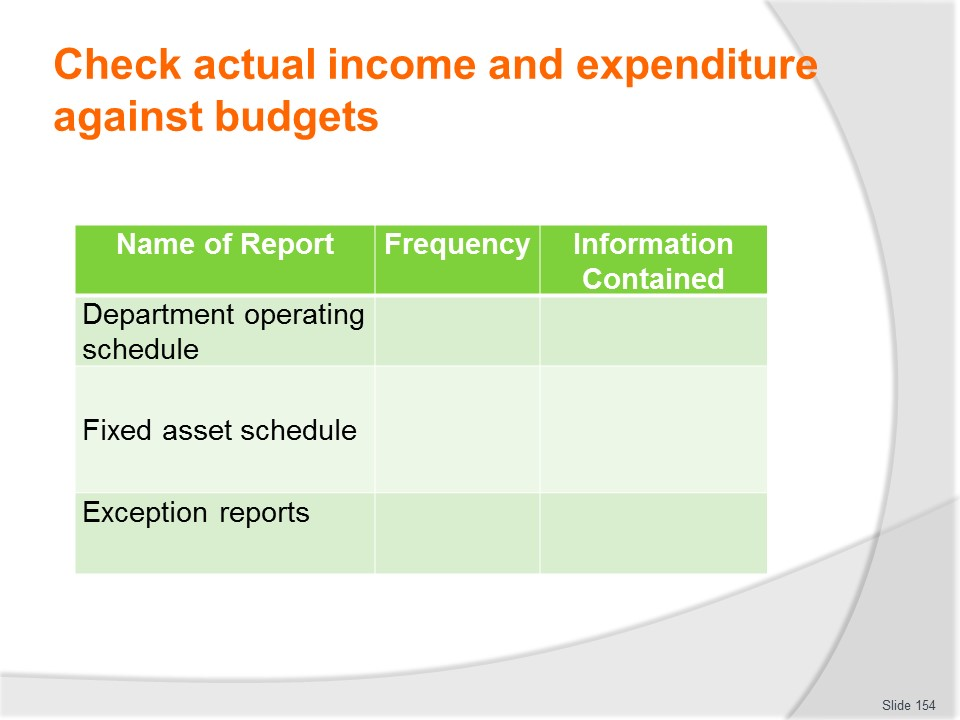 Check actual income and expenditure
against budgets
Name of Report Frequency Information
Contained
Department operating
schedule
Fixed asset schedule
Exception reports
Slide 154